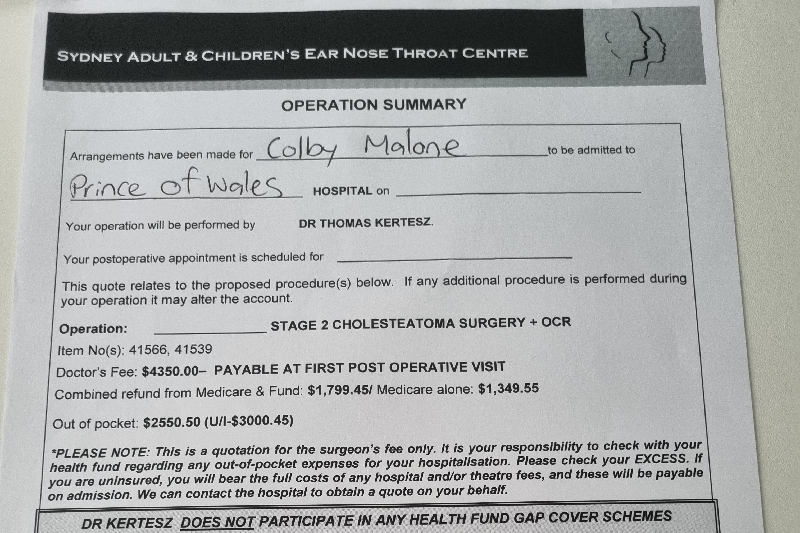 SYDNEY ADULT & CHILDREN'S EAR NOSE THROAT CENTRE
OPERATION SUMMARY
Arrangements have been made for Colby Malone to be admitted to
Prince of Wales HOSPITAL on
Your operation will be performed by DR THOMAS KERTESZ.
Your postoperative appointment is scheduled for
This quote relates to the proposed procedure(s) below. If any additional procedure is performed during
your operation it may alter the account.
Operation: STAGE 2 CHOLESTEATOMA SURGERY + OCR
Item No(s): 41566, 41539
Doctor's Fee: $4350.00– PAYABLE AT FIRST POST OPERATIVE VISIT
Combined refund from Medicare & Fund: $1,799.45/ Medicare alone: $1,349.55
Out of pocket: $2550.50 (U/I-$3000.45)
*PLEASE NOTE: This is a quotation for the surgeon's fee only. It is your responsibility to check with your
health fund regarding any out-of-pocket expenses for your hospitalisation. Please check your EXCESS. If
you are uninsured, you will bear the full costs of any hospital and/or theatre fees, and these will be payable
on admission. We can contact the hospital to obtain a quote on your behalf.
DR KERTESZ DOES NOT PARTICIPATE IN ANY HEALTH FUND GAP COVER SCHEMES